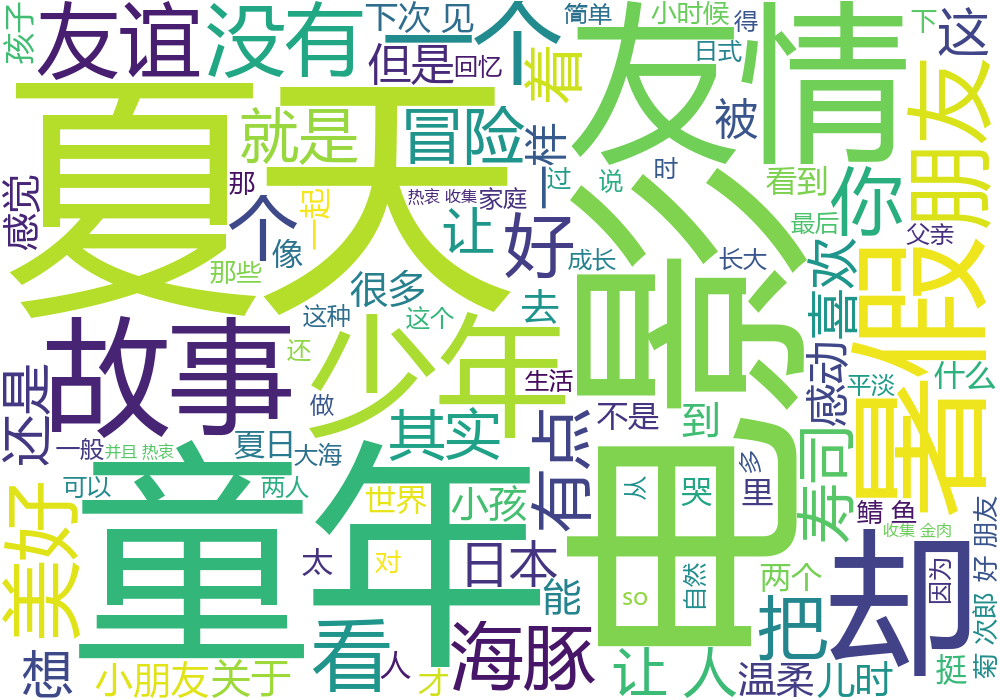 孩子
友谊
没有
下次 见
一个
简单
小时候
得
下
这
但是
回忆
着
友情
日式
被
朋友
夏天
就是
冒险
一样
时
那
个
一起
热衷 收集
家庭
过
说
看到
你
感觉
像
让
好
最后
父亲
那些
很多
成长
长大
喜欢
这种
这个
去
电影
暑假
故事
少年
还
感动
还是
做
生活
平淡
什么
不是
到
其实
有点
一般
并且 热衷
夏日
大海
寿司
多
可以
两人
世界
小孩
从
哭
里
鲭 鱼
收集 金肉
童年
美好
太
对
日本
能
so
自然
两个
却
因为
菊 次郎
好 朋友
想
小朋友
关于
看
人
才
海豚
让 人
把
温柔
儿时
挺